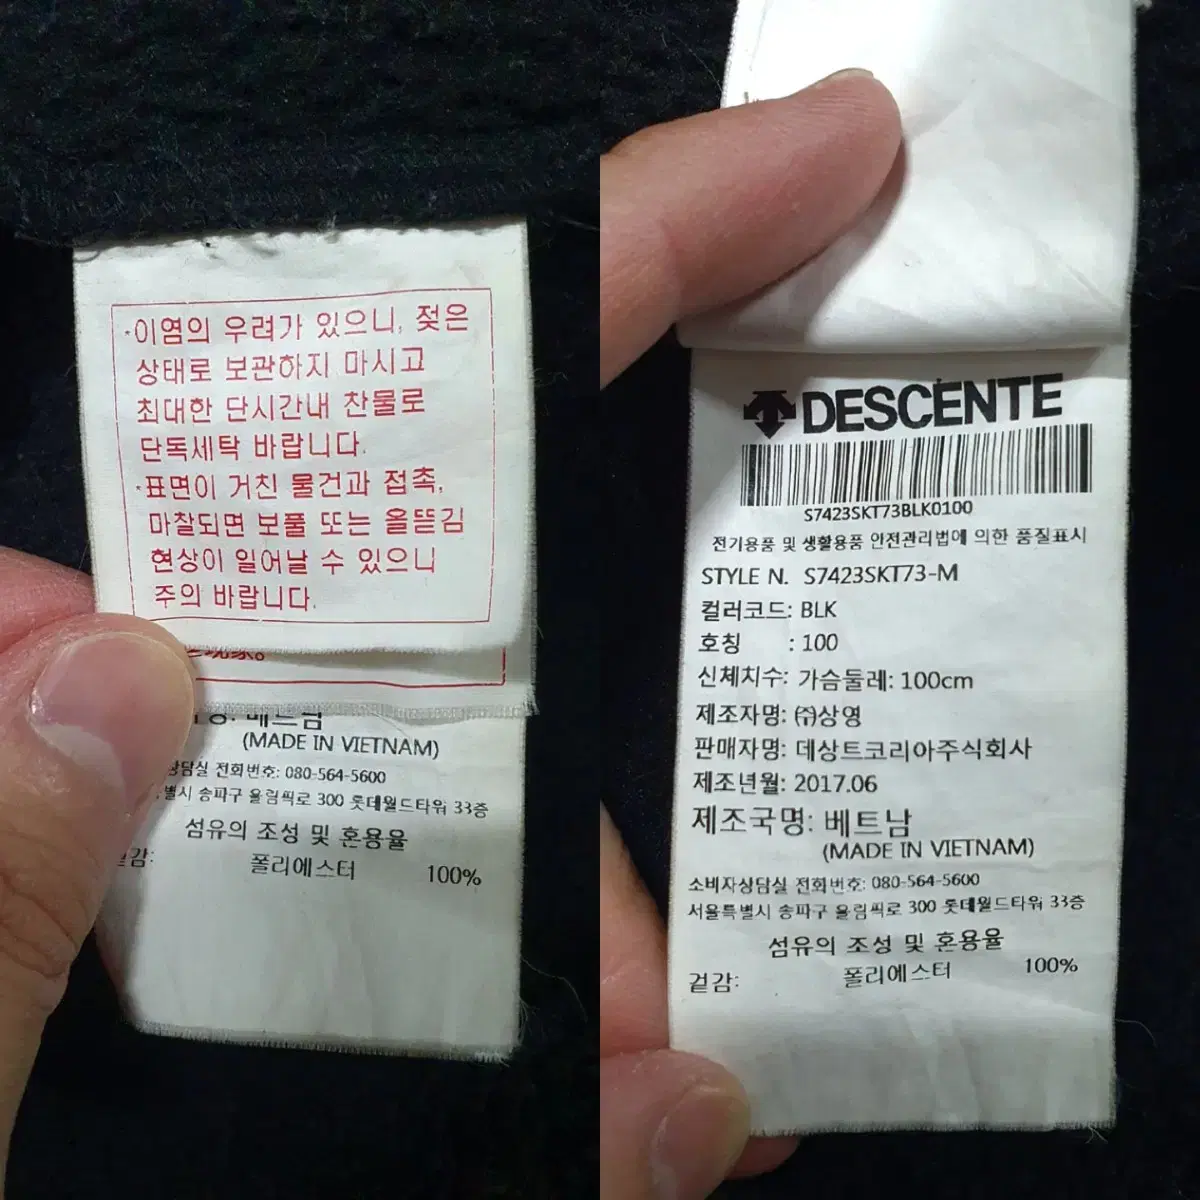 ·이염의 우려가 있으니, 젖은
상태로 보관하지 마시고
최대한 단시간내 찬물로
단독세탁 바랍니다.
·표면이 거친 물건과 접촉,
마찰되면 보풀 또는 올뜯김
현상이 일어날 수 있으니
주의 바랍니다.
베트남
(MADE IN VIETNAM)
상담실 전화번호: 080-564-5600
별시 송파구 올림픽로 300 롯데월드타워 33층
섬유의 조성 및 혼용율
겉감: 폴리에스터 100%
DESCENTE
S7423SKT73BLK0100
전기용품 및 생활용품 안전관리법에 의한 품질표시
STYLE N. S7423SKT73-M
컬러코드: BLK
호칭 : 100
신체치수: 가슴둘레: 100cm
제조자명: ㈜상영
판매자명: 데상트코리아주식회사
제조년월: 2017.06
제조국명: 베트남
(MADE IN VIETNAM)
소비자상담실 전화번호: 080-564-5600
서울특별시 송파구 올림픽로 300 롯데월드타워 33층
섬유의 조성 및 혼용율
겉감: 폴리에스터 100%